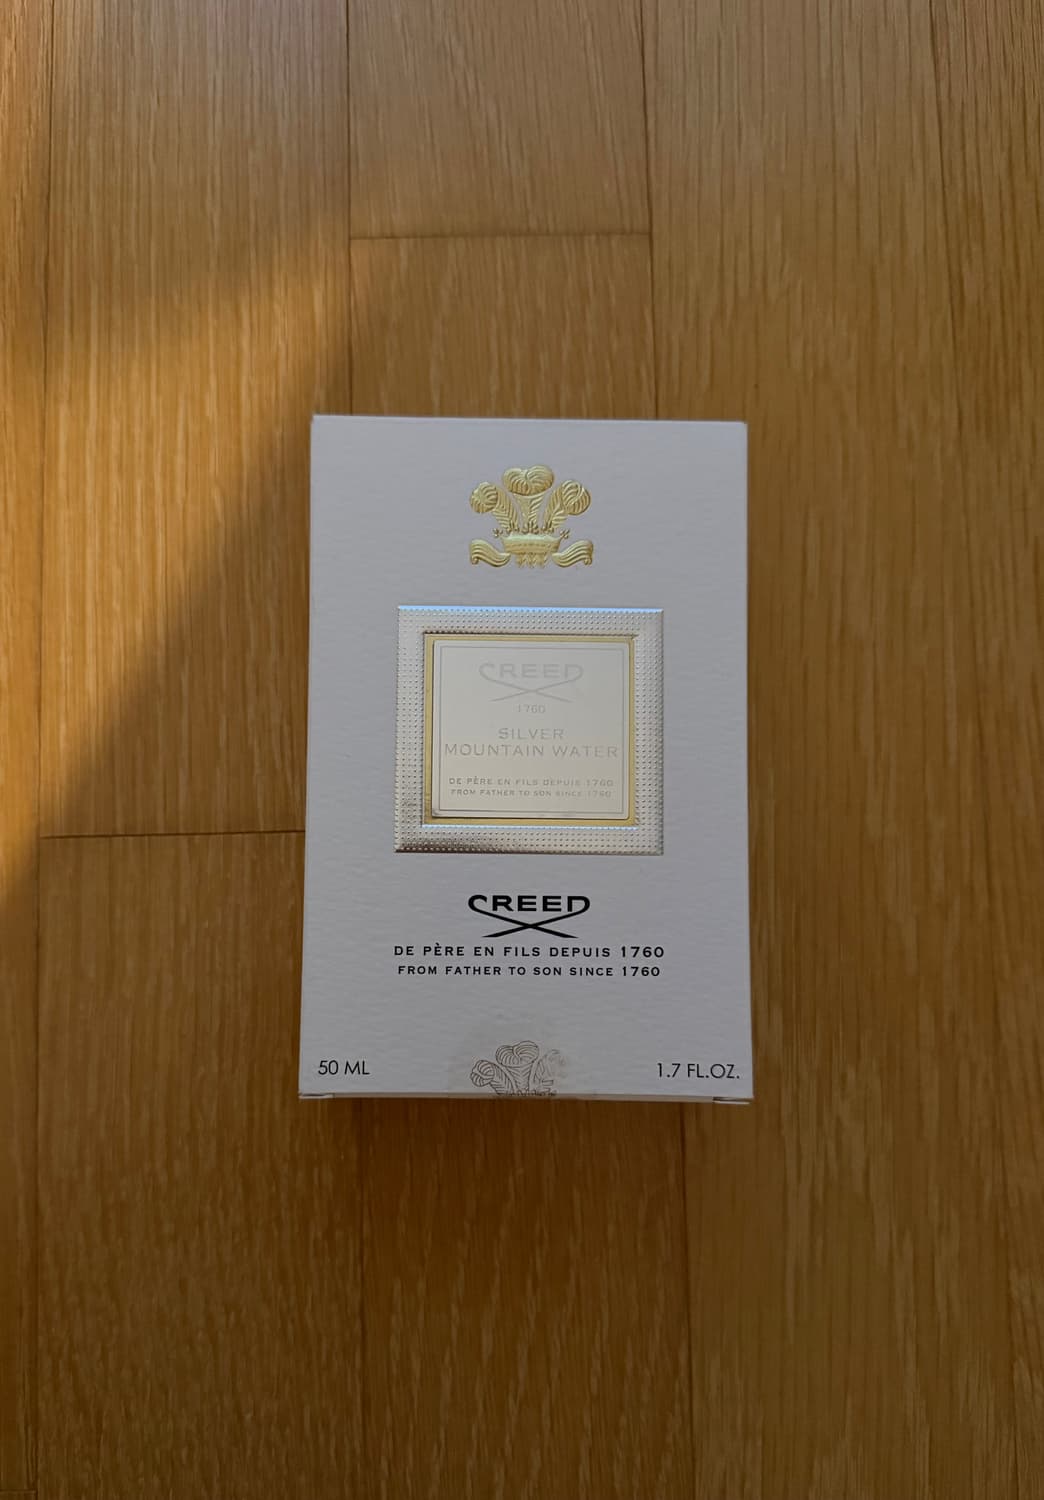 CREED
1760
SILVER
MOUNTAIN WATER
DE PÈRE EN FILS DEPUIS 1760
FROM FATHER TO SON SINCE 1760
CREED
DE PÈRE EN FILS DEPUIS 1760
FROM FATHER TO SON SINCE 1760
50 ML
1.7 FL.OZ.